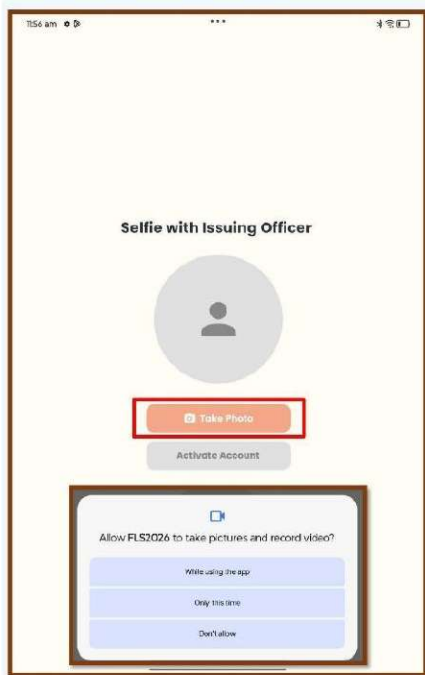 11:56 am
Selfie with Issuing Officer
Take Photo
Activate Account
Allow FLS2026 to take pictures and record video?
While using the app
Only this time
Don't allow